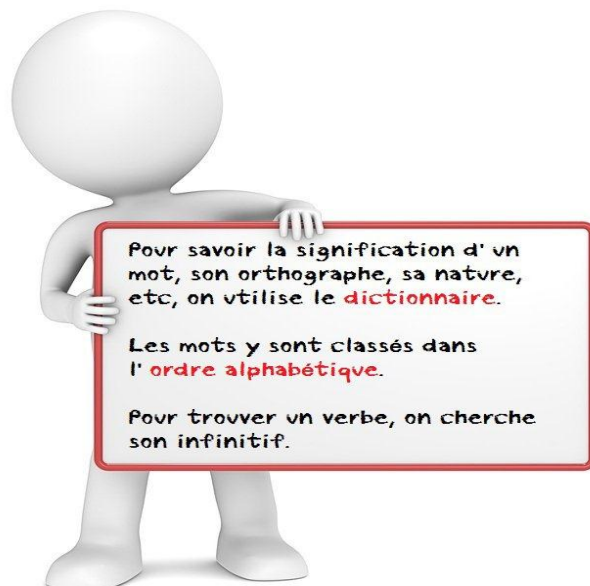 Pour savoir la signification d' un
mot, son orthographe, sa nature,
etc, on utilise le dictionnaire.
Les mots y sont classés dans
l' ordre alphabétique.
Pour trouver un verbe, on cherche
son infinitif.